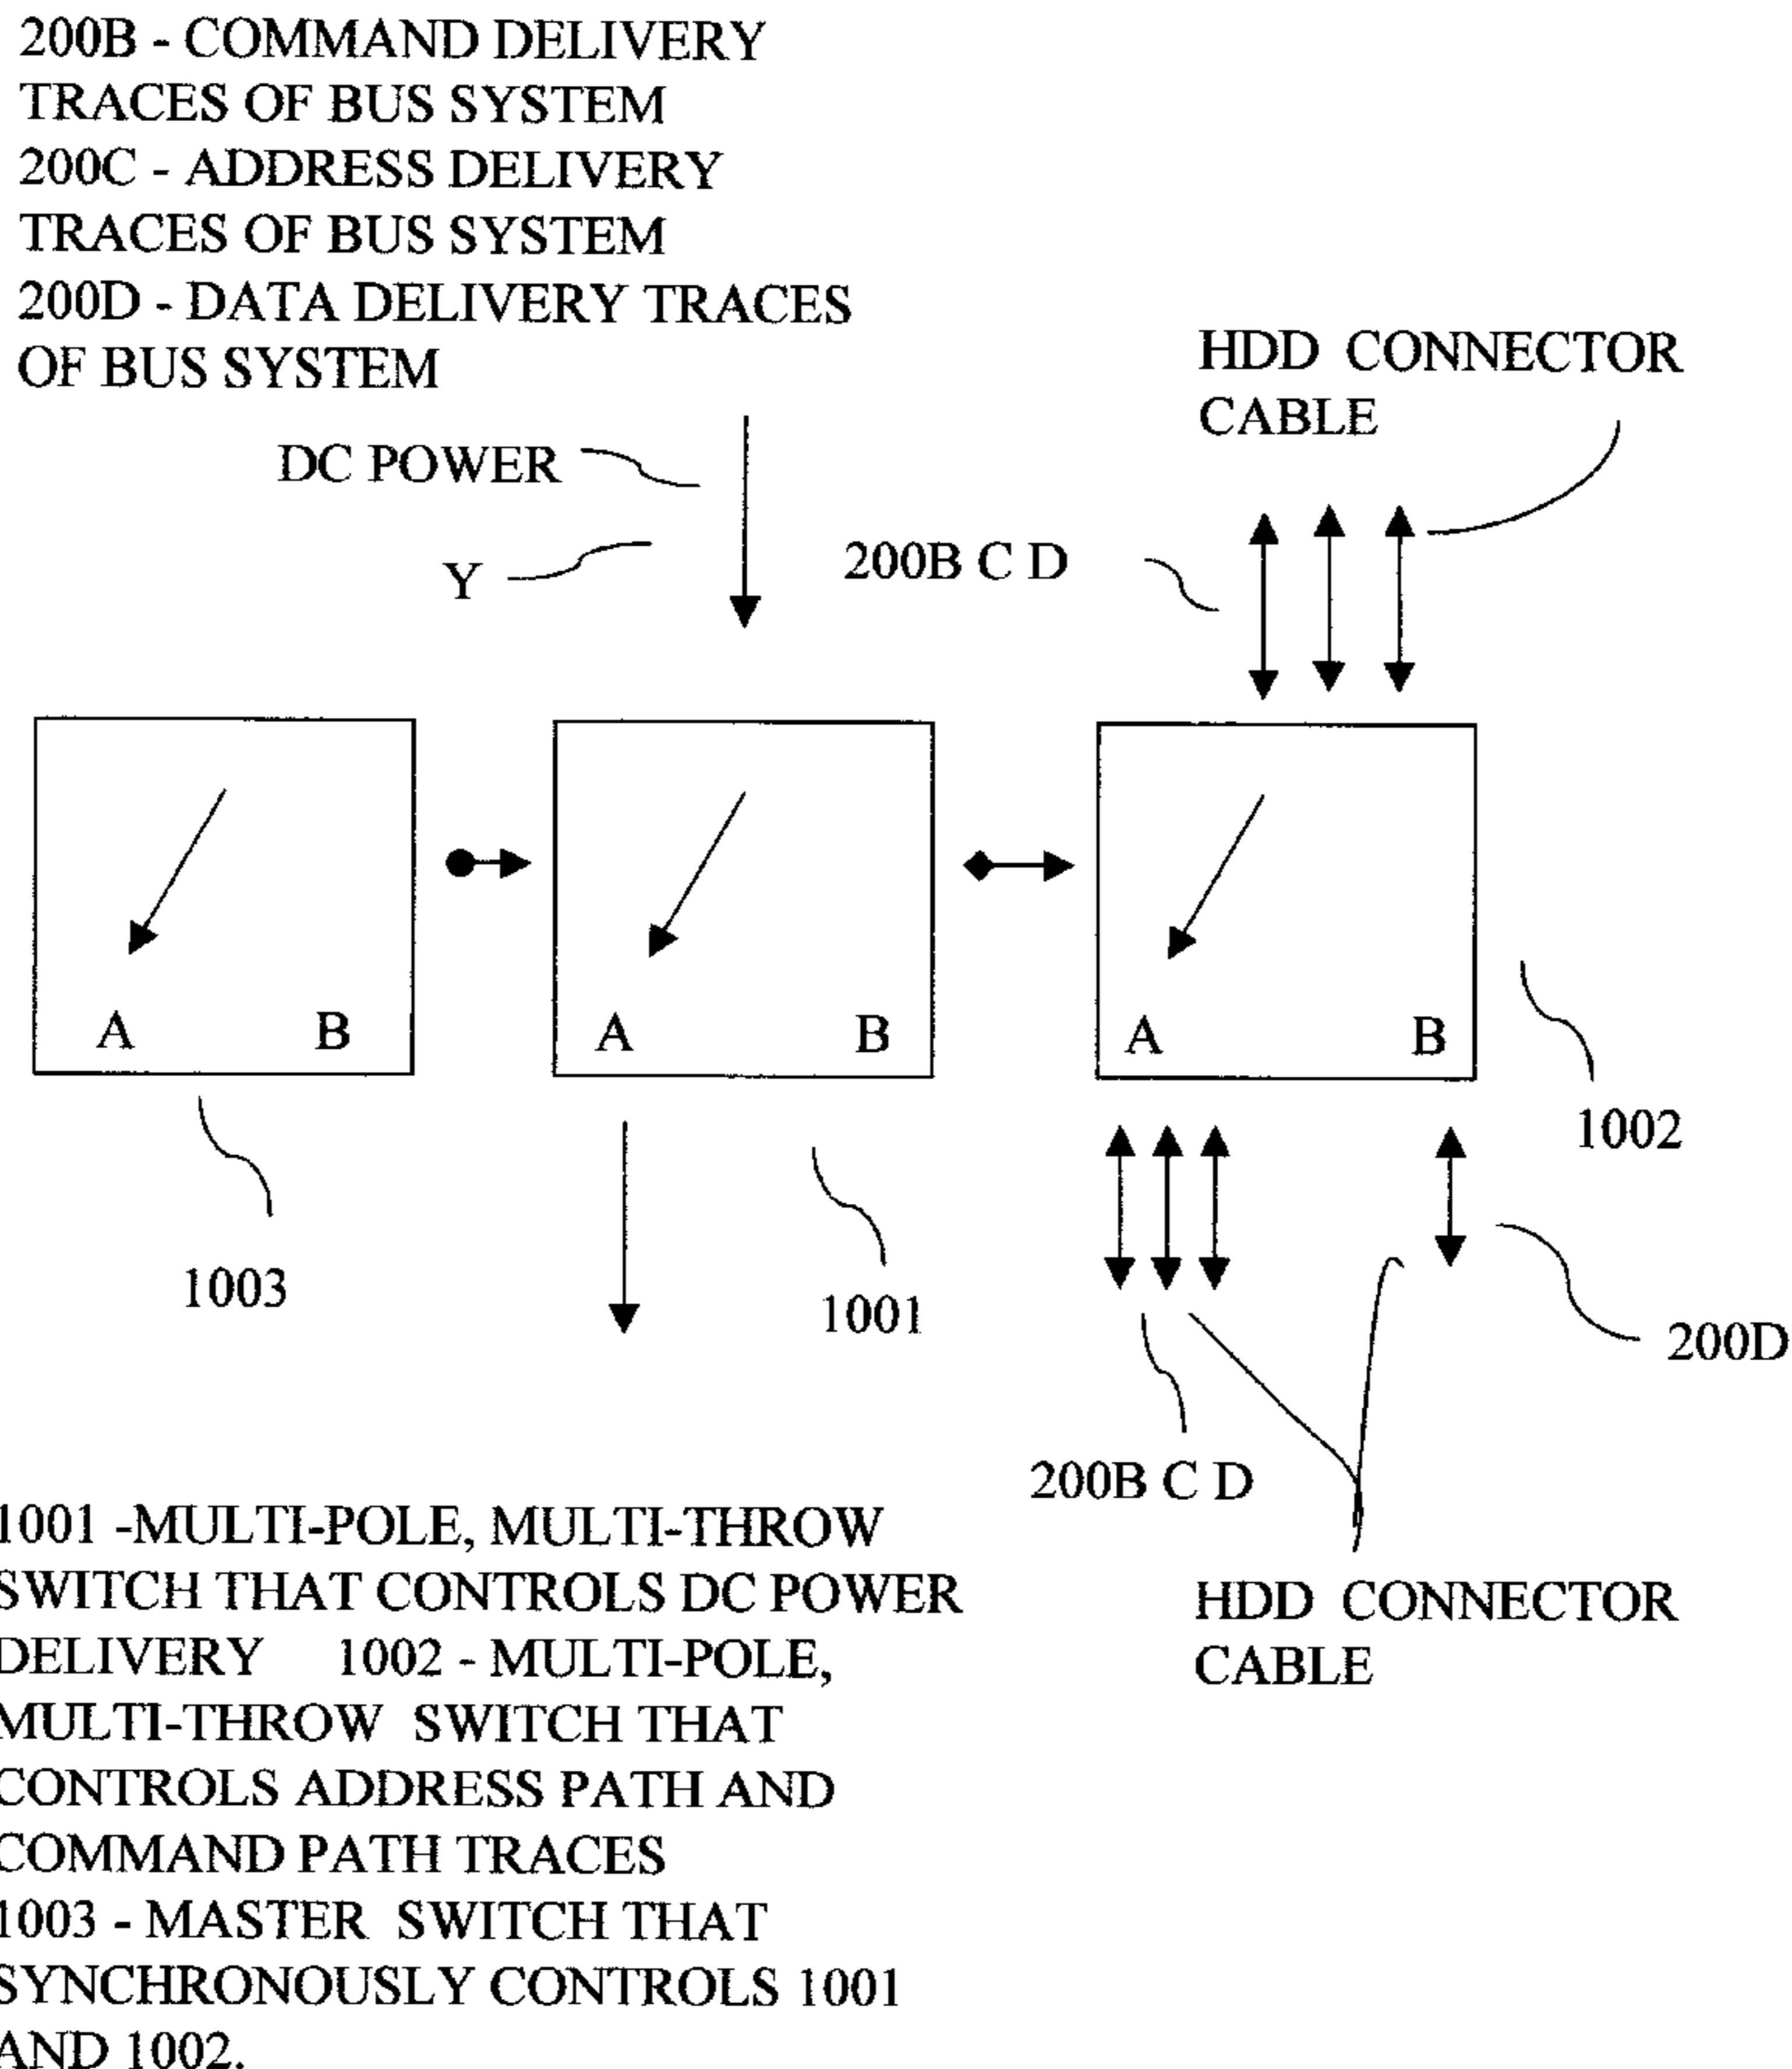 200B - COMMAND DELIVERY
TRACES OF BUS SYSTEM
200C - ADDRESS DELIVERY
TRACES OF BUS SYSTEM
200D - DATA DELIVERY TRACES
OF BUS SYSTEM
HDD CONNECTOR
CABLE
DC POWER
Y
200B C D
A B
A B
A B
1002
1003
1001
200D
200B C D
1001 -MULTI-POLE, MULTI-THROW
SWITCH THAT CONTROLS DC POWER
DELIVERY 1002 - MULTI-POLE,
MULTI-THROW SWITCH THAT
CONTROLS ADDRESS PATH AND
COMMAND PATH TRACES
1003 - MASTER SWITCH THAT
SYNCHRONOUSLY CONTROLS 1001
AND 1002.
HDD CONNECTOR
CABLE